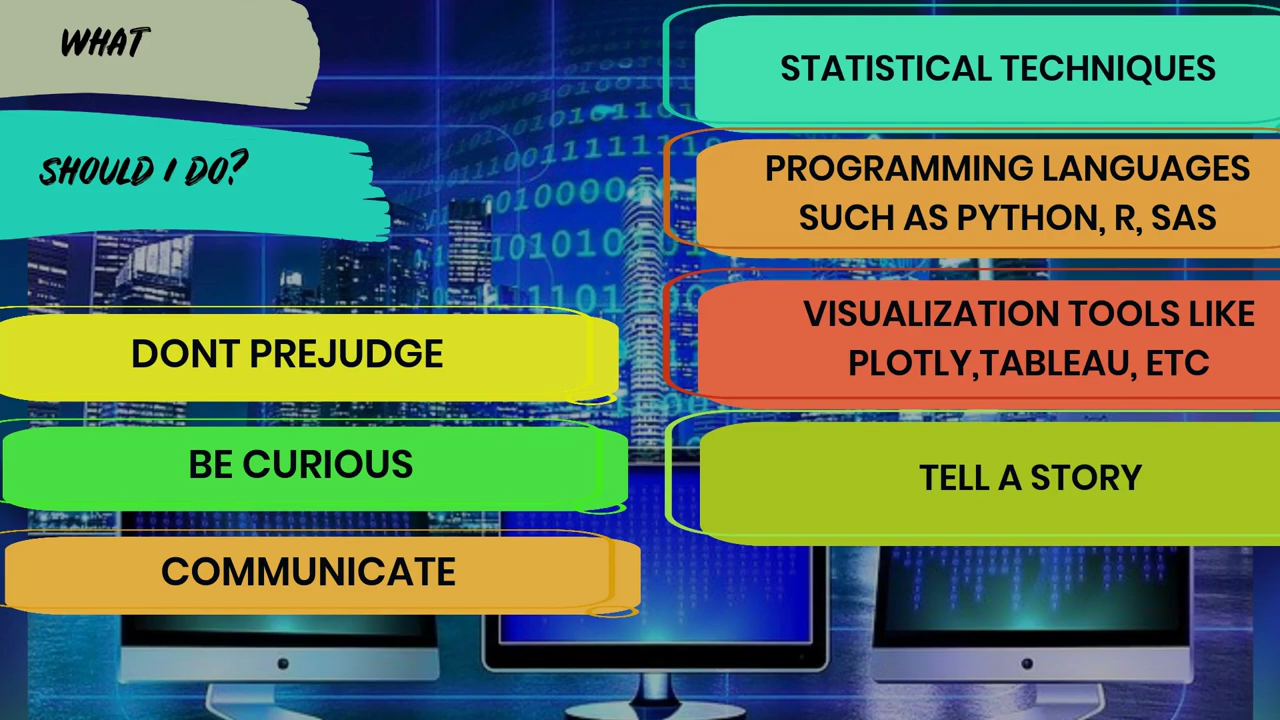 WHAT
SHOULD I DO?
DONT PREJUDGE
BE CURIOUS
COMMUNICATE
STATISTICAL TECHNIQUES
PROGRAMMING LANGUAGES
SUCH AS PYTHON, R, SAS
VISUALIZATION TOOLS LIKE
PLOTLY,TABLEAU, ETC
TELL A STORY